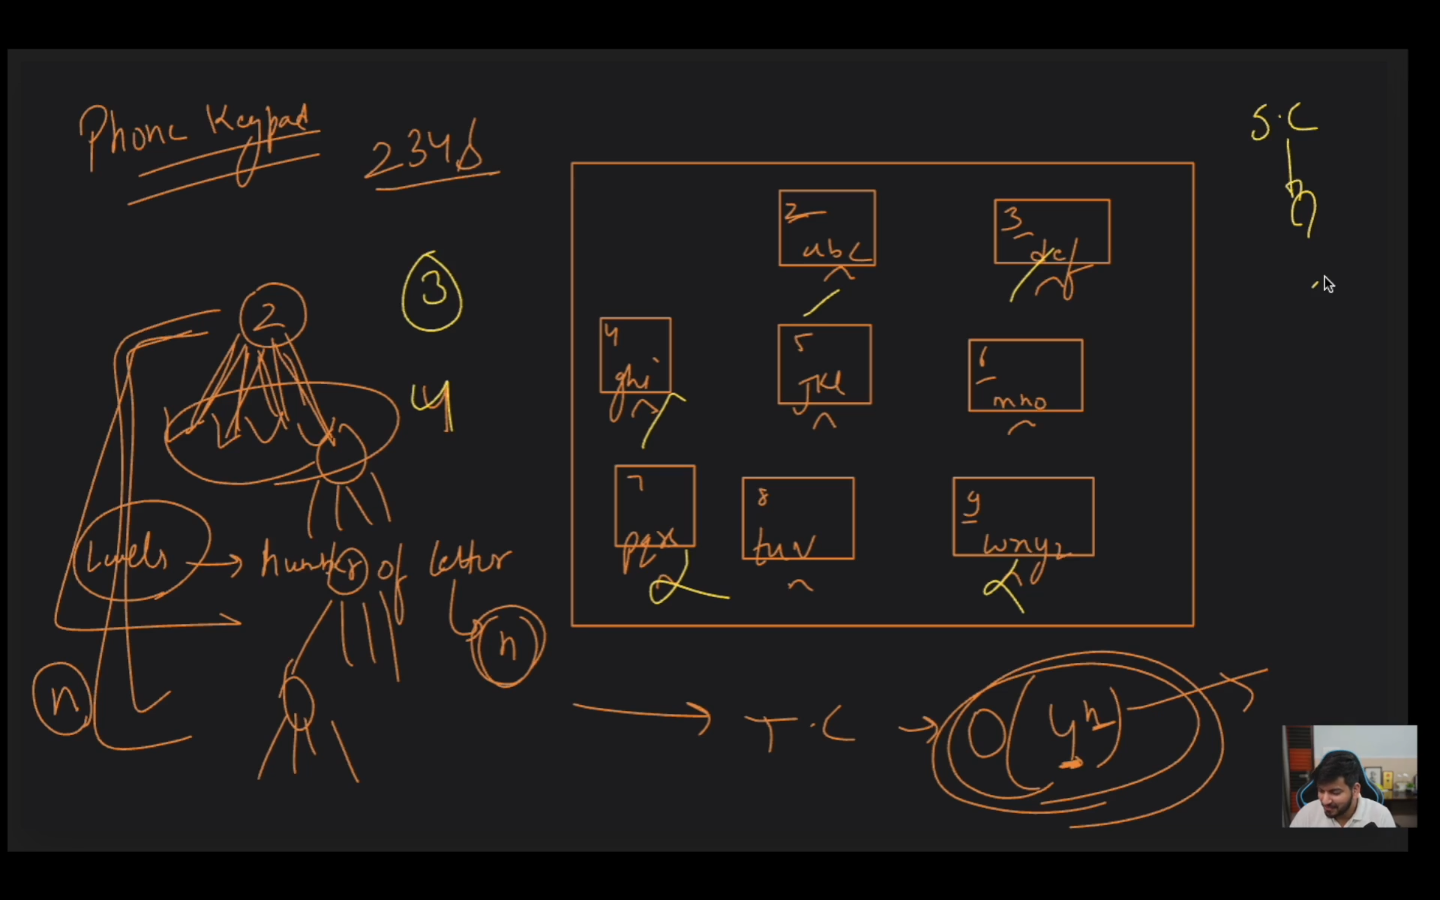 Phone Keypad
2345
S.C
n
2
abc
3
def
2
3
4
ghi
5
JKl
6
mno
4
7
pqrs
8
tuv
9
wxyz
Levels → number of letter
n
n
T.C → O(4^n)